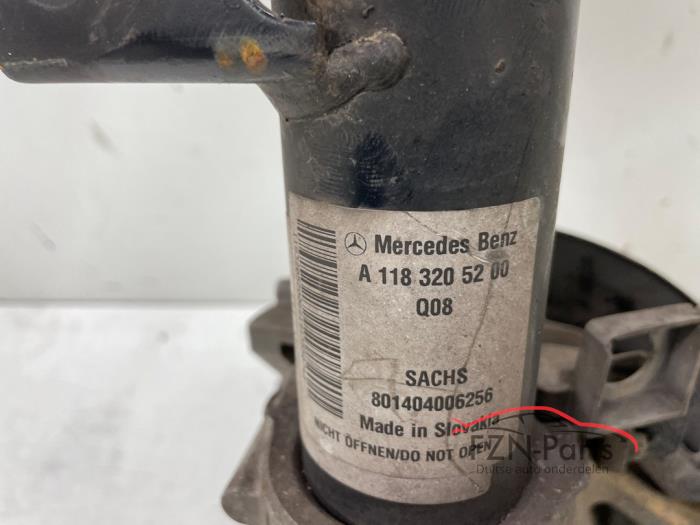 Mercedes Benz
A 118 320 52 00
Q08
SACHS
801404006256
Made in Slovakia
NICHT ÖFFNEN/DO NOT OPEN
FZN-Parts
Duitse auto onderdelen